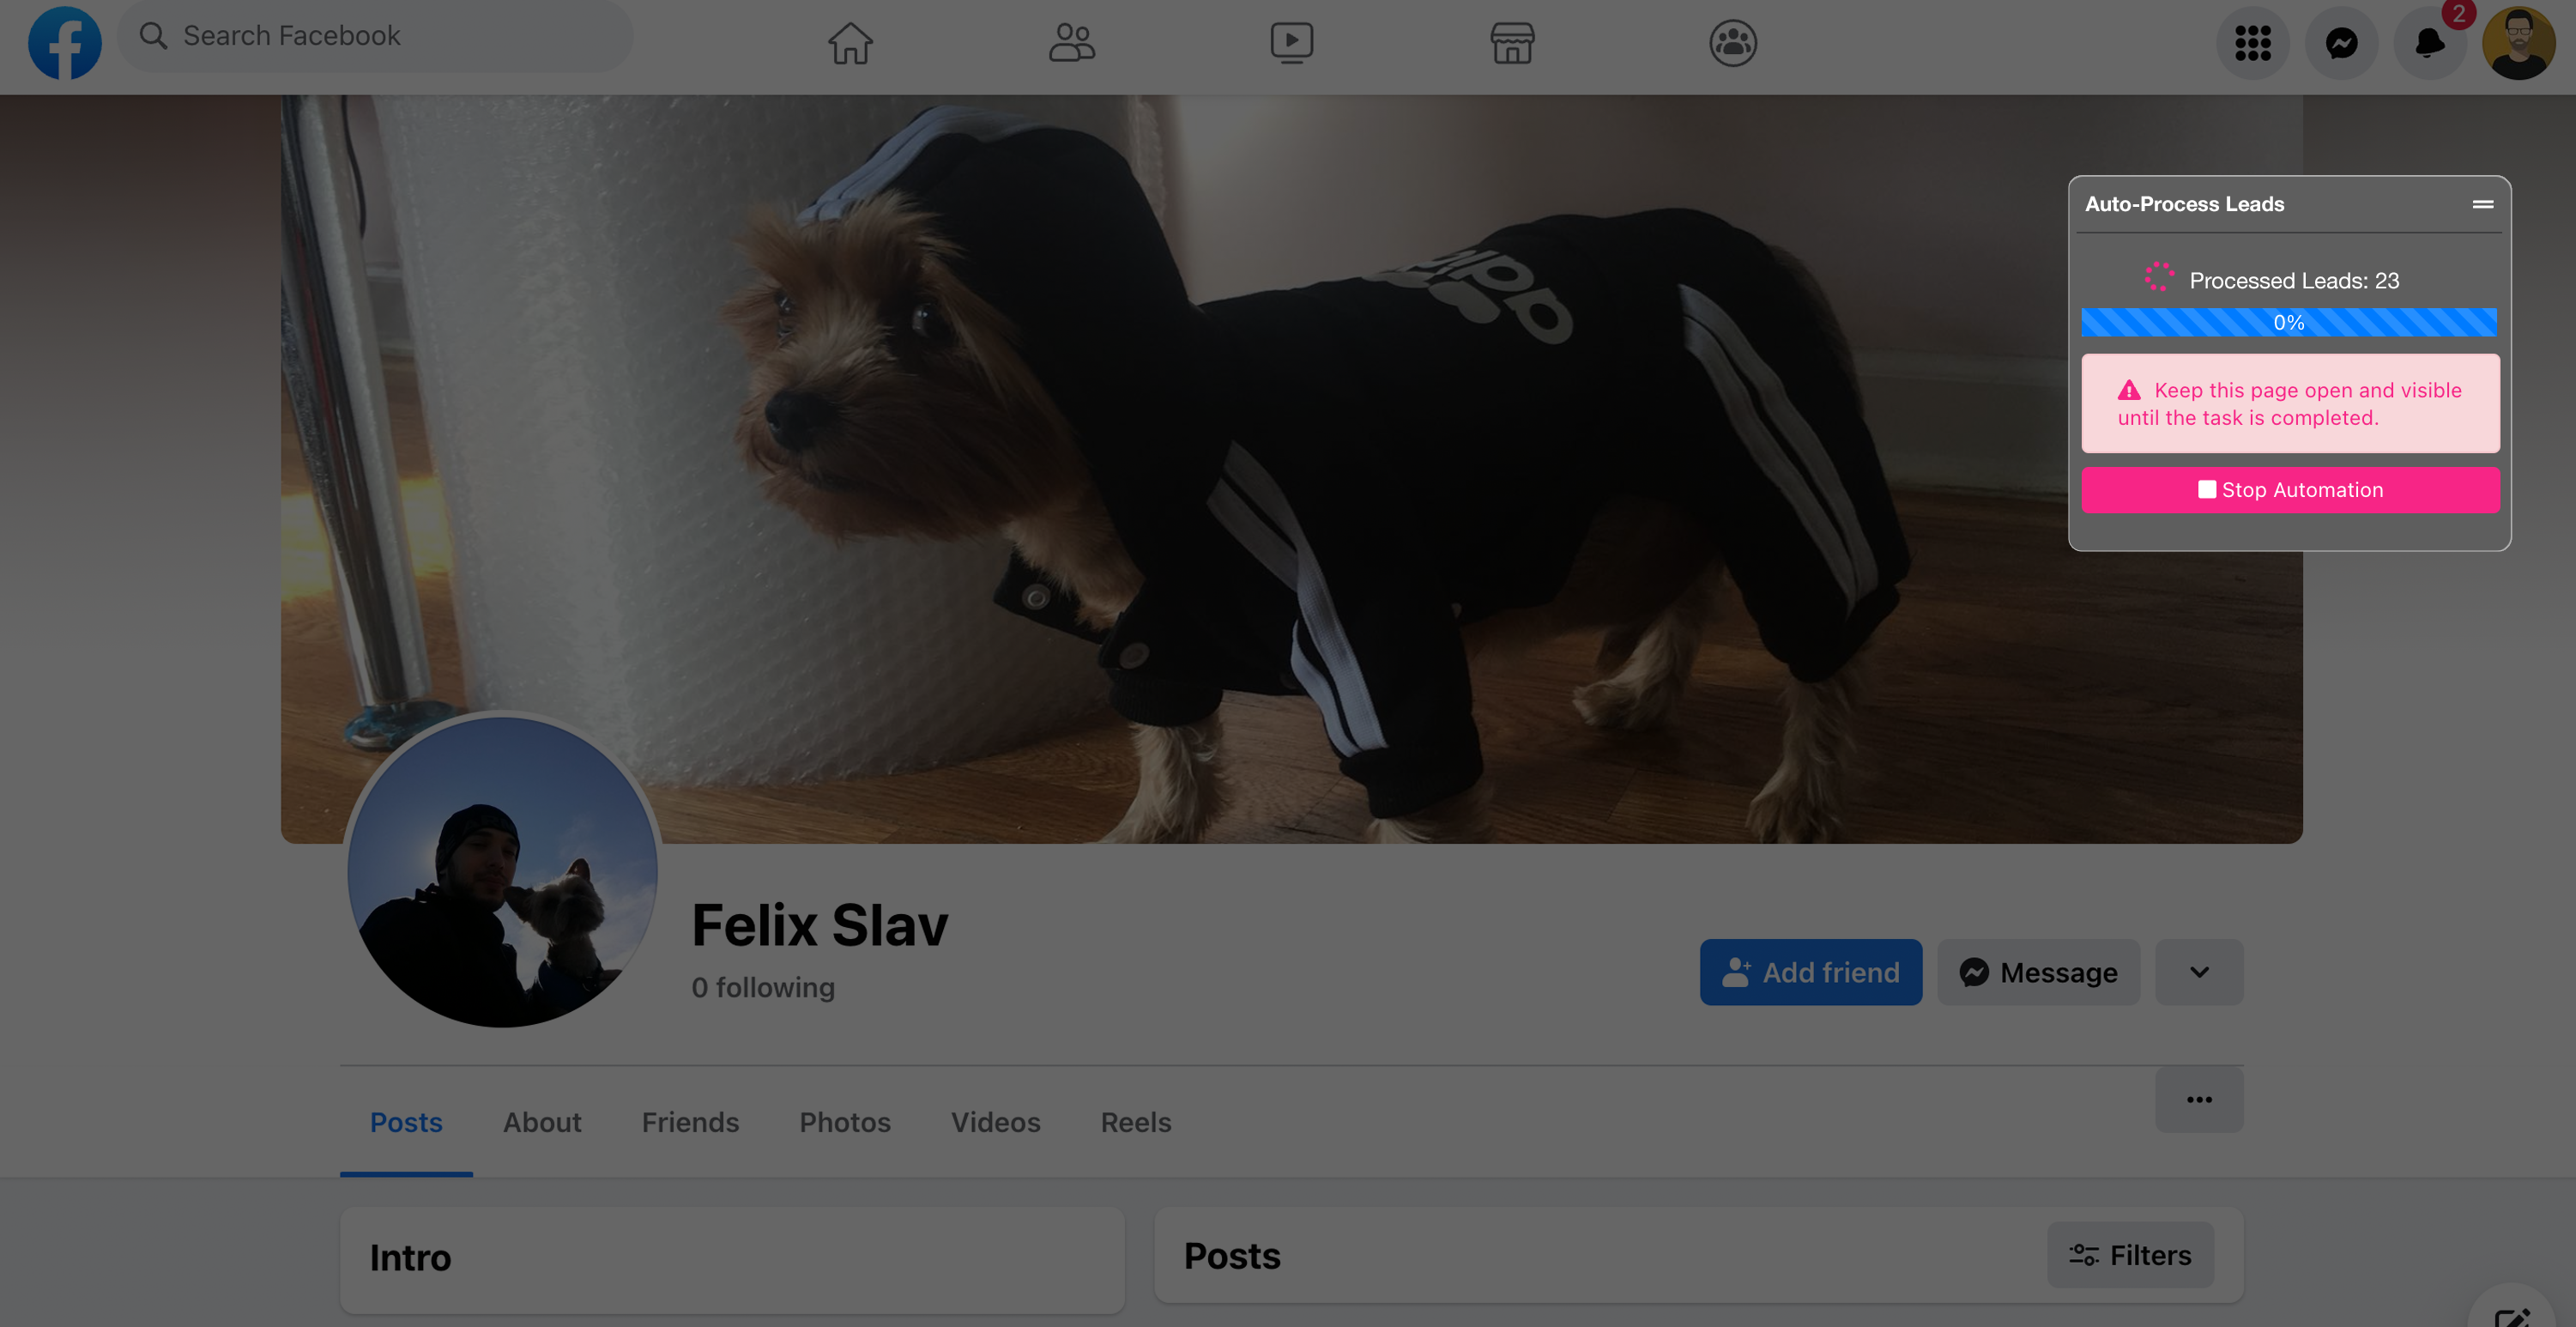 Search Facebook
2
Auto-Process Leads
Processed Leads: 23
0%
Keep this page open and visible
until the task is completed.
Stop Automation
Felix Slav
0 following
Add friend
Message
Posts
About
Friends
Photos
Videos
Reels
Intro
Posts
Filters